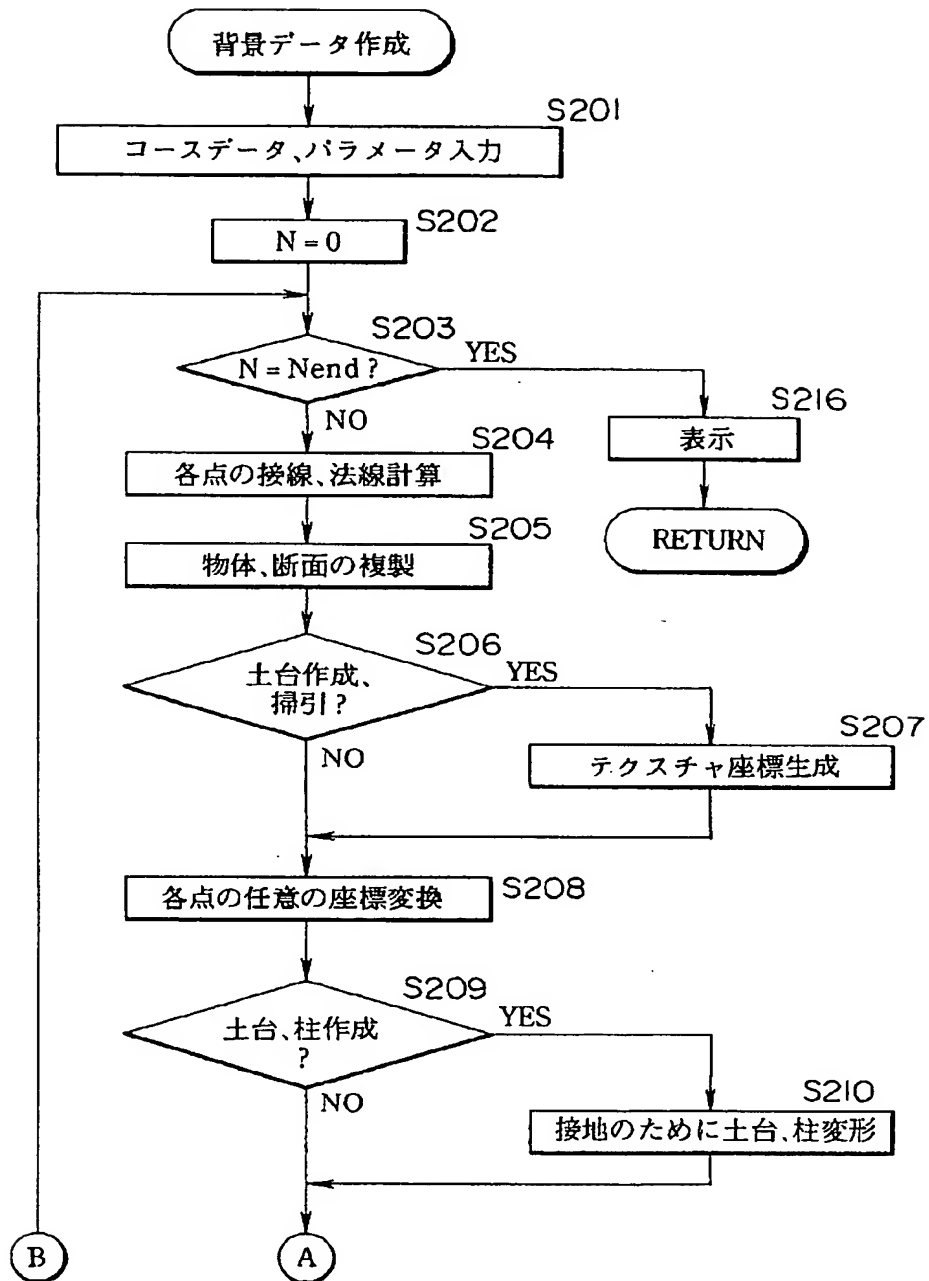 背景データ作成
S201
コースデータ、パラメータ入力
S202
N=0
S203
N=Nend?
YES
NO
S216
表示
RETURN
S204
各点の接線、法線計算
S205
物体、断面の複製
S206
土台作成、
掃引?
YES
NO
S207
テクスチャ座標生成
S208
各点の任意の座標変換
S209
土台、柱作成
?
YES
NO
S210
接地のために土台、柱変形
B
A